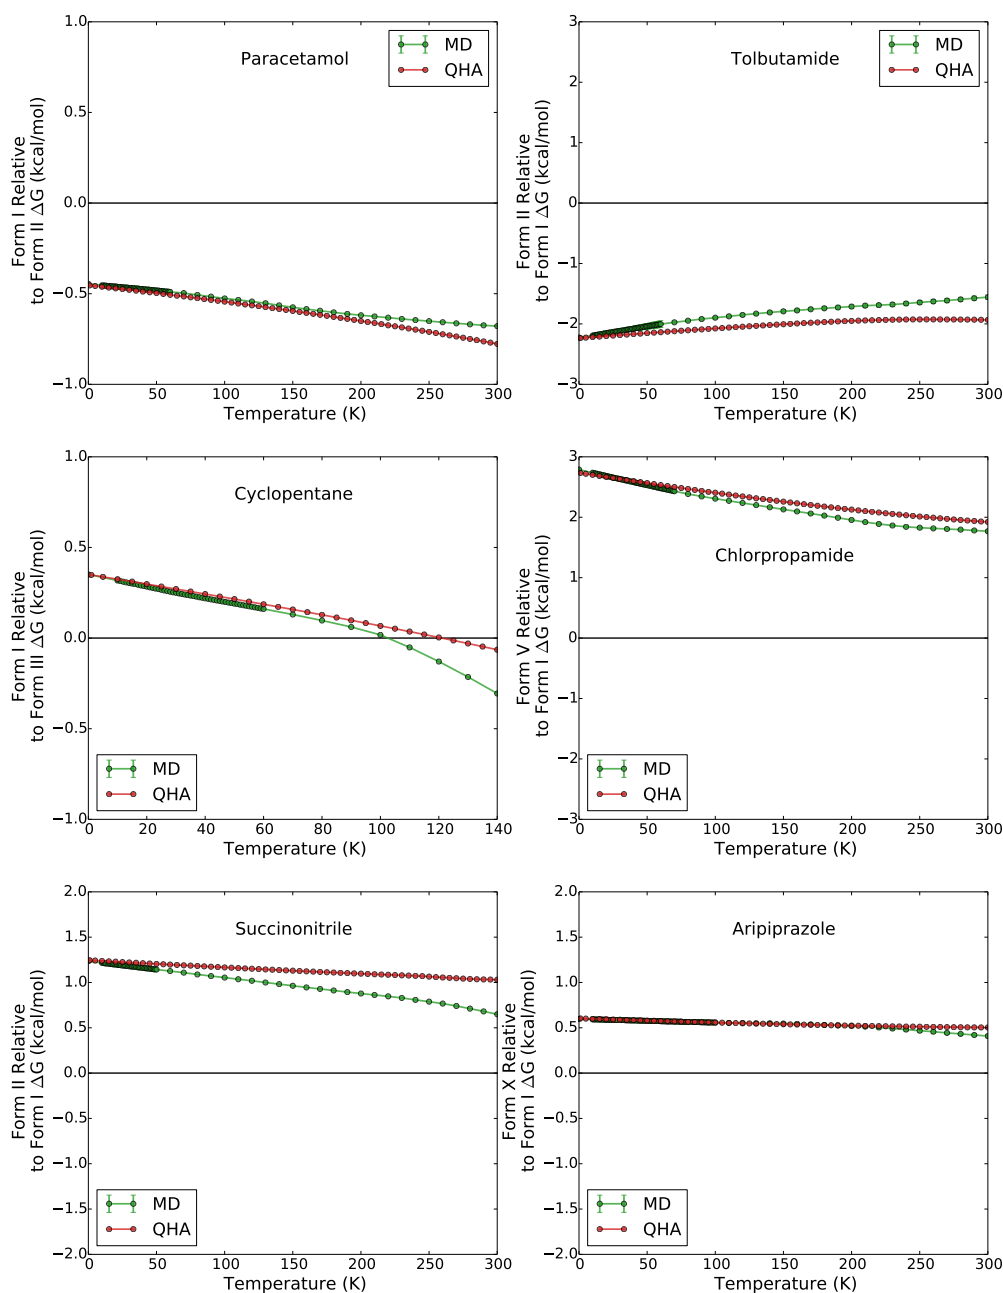 Paracetamol
MD
QHA
1.0
0.5
0.0
−0.5
−1.0
Form I Relative
to Form II ΔG (kcal/mol)
0 50 100 150 200 250 300
Temperature (K)
Tolbutamide
MD
QHA
3
2
1
0
−1
−2
−3
Form II Relative
to Form I ΔG (kcal/mol)
0 50 100 150 200 250 300
Temperature (K)
Cyclopentane
1.0
0.5
0.0
−0.5
−1.0
Form I Relative
to Form III ΔG (kcal/mol)
MD
QHA
0 20 40 60 80 100 120 140
Temperature (K)
Chlorpropamide
3
2
1
0
−1
−2
−3
Form V Relative
to Form I ΔG (kcal/mol)
MD
QHA
0 50 100 150 200 250 300
Temperature (K)
Succinonitrile
2.0
1.5
1.0
0.5
0.0
−0.5
−1.0
−1.5
−2.0
Form II Relative
to Form I ΔG (kcal/mol)
MD
QHA
0 50 100 150 200 250 300
Temperature (K)
Aripiprazole
2.0
1.5
1.0
0.5
0.0
−0.5
−1.0
−1.5
−2.0
Form X Relative
to Form I ΔG (kcal/mol)
MD
QHA
0 50 100 150 200 250 300
Temperature (K)